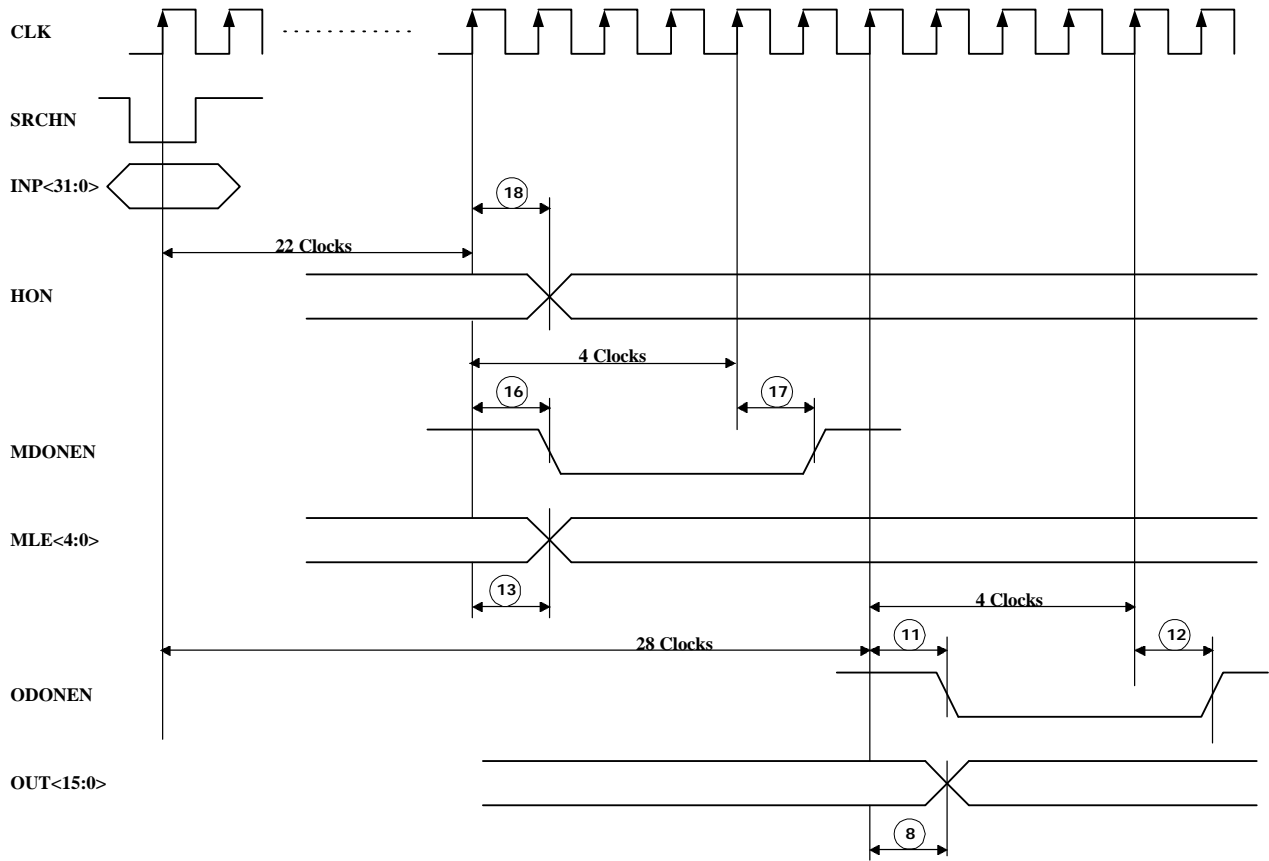 CLK
SRCHN
INP<31:0>
18
22 Clocks
HON
4 Clocks
16
17
MDONEN
MLE<4:0>
13
4 Clocks
28 Clocks
11
12
ODONEN
OUT<15:0>
8